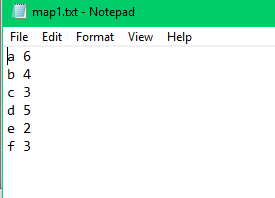 map1.txt - Notepad
File Edit Format View Help
a 6
b 4
c 3
d 5
e 2
f 3